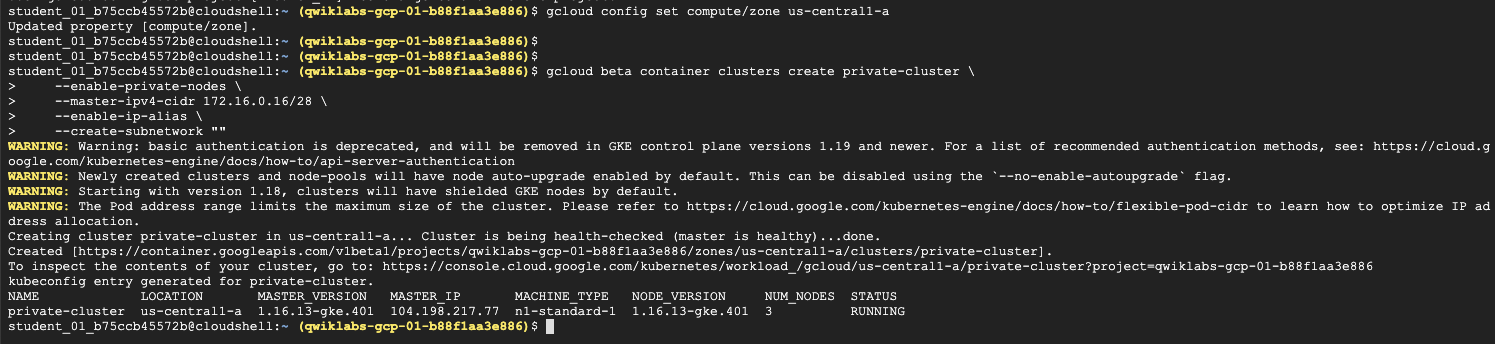 student_01_b75ccb45572b@cloudshell:~ (qwiklabs-gcp-01-b88f1aa3e886)$ gcloud config set compute/zone us-central1-a
Updated property [compute/zone].
student_01_b75ccb45572b@cloudshell:~ (qwiklabs-gcp-01-b88f1aa3e886)$
student_01_b75ccb45572b@cloudshell:~ (qwiklabs-gcp-01-b88f1aa3e886)$
student_01_b75ccb45572b@cloudshell:~ (qwiklabs-gcp-01-b88f1aa3e886)$ gcloud beta container clusters create private-cluster \
>     --enable-private-nodes \
>     --master-ipv4-cidr 172.16.0.16/28 \
>     --enable-ip-alias \
>     --create-subnetwork ""
WARNING: Warning: basic authentication is deprecated, and will be removed in GKE control plane versions 1.19 and newer. For a list of recommended authentication methods, see: https://cloud.g
oogle.com/kubernetes-engine/docs/how-to/api-server-authentication
WARNING: Newly created clusters and node-pools will have node auto-upgrade enabled by default. This can be disabled using the `--no-enable-autoupgrade` flag.
WARNING: Starting with version 1.18, clusters will have shielded GKE nodes by default.
WARNING: The Pod address range limits the maximum size of the cluster. Please refer to https://cloud.google.com/kubernetes-engine/docs/how-to/flexible-pod-cidr to learn how to optimize IP ad
dress allocation.
Creating cluster private-cluster in us-central1-a... Cluster is being health-checked (master is healthy)...done.
Created [https://container.googleapis.com/v1beta1/projects/qwiklabs-gcp-01-b88f1aa3e886/zones/us-central1-a/clusters/private-cluster].
To inspect the contents of your cluster, go to: https://console.cloud.google.com/kubernetes/workload_/gcloud/us-central1-a/private-cluster?project=qwiklabs-gcp-01-b88f1aa3e886
kubeconfig entry generated for private-cluster.
NAME             LOCATION       MASTER_VERSION   MASTER_IP       MACHINE_TYPE   NODE_VERSION     NUM_NODES  STATUS
private-cluster  us-central1-a  1.16.13-gke.401  104.198.217.77  n1-standard-1  1.16.13-gke.401  3          RUNNING
student_01_b75ccb45572b@cloudshell:~ (qwiklabs-gcp-01-b88f1aa3e886)$